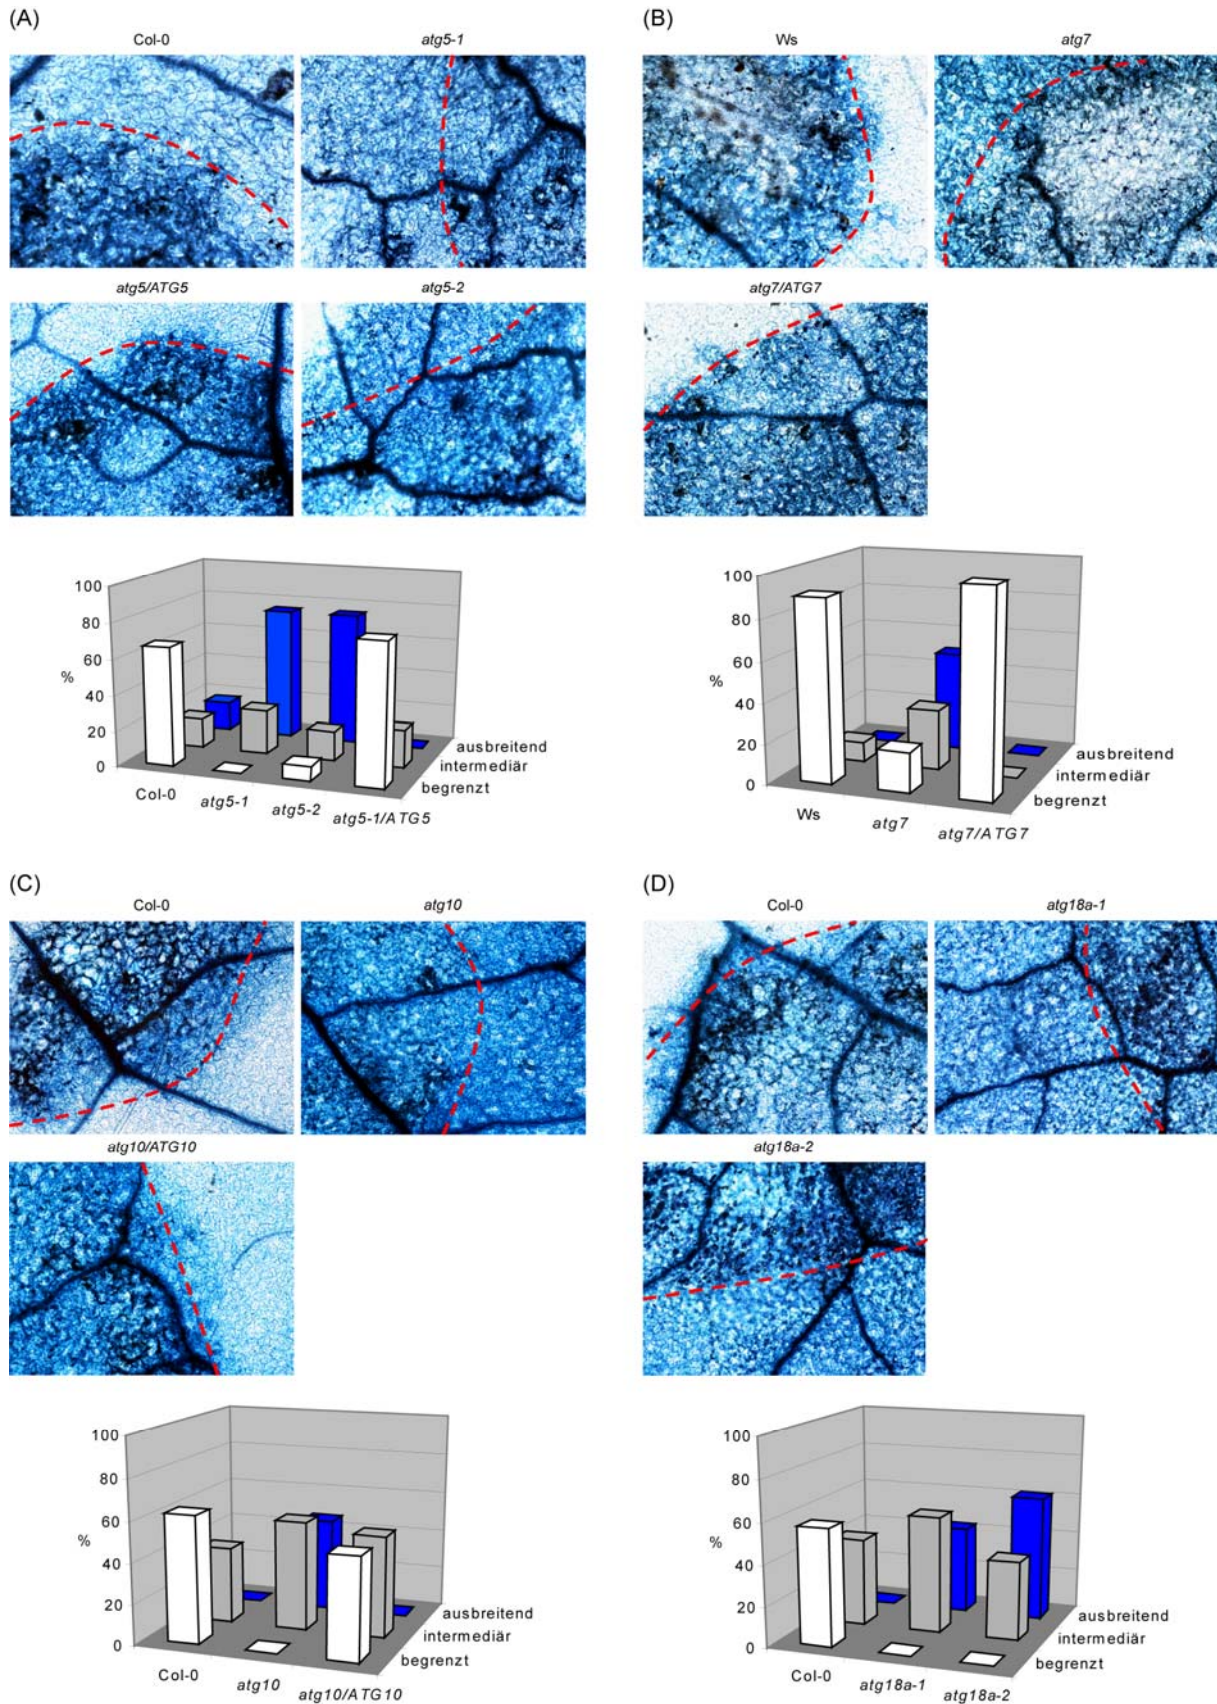 (A)
Col-0 atg5-1
atg5/ATG5 atg5-2
100
80
60
%
40
20
0
ausbreitend
intermediär
begrenzt
Col-0 atg5-1 atg5-2 atg5-1/ATG5
(B)
Ws atg7
atg7/ATG7
100
80
60
%
40
20
0
ausbreitend
intermediär
begrenzt
Ws atg7 atg7/ATG7
(C)
Col-0 atg10
atg10/ATG10
100
80
60
%
40
20
0
ausbreitend
intermediär
begrenzt
Col-0 atg10 atg10/ATG10
(D)
Col-0 atg18a-1
atg18a-2
100
80
60
%
40
20
0
ausbreitend
intermediär
begrenzt
Col-0 atg18a-1 atg18a-2